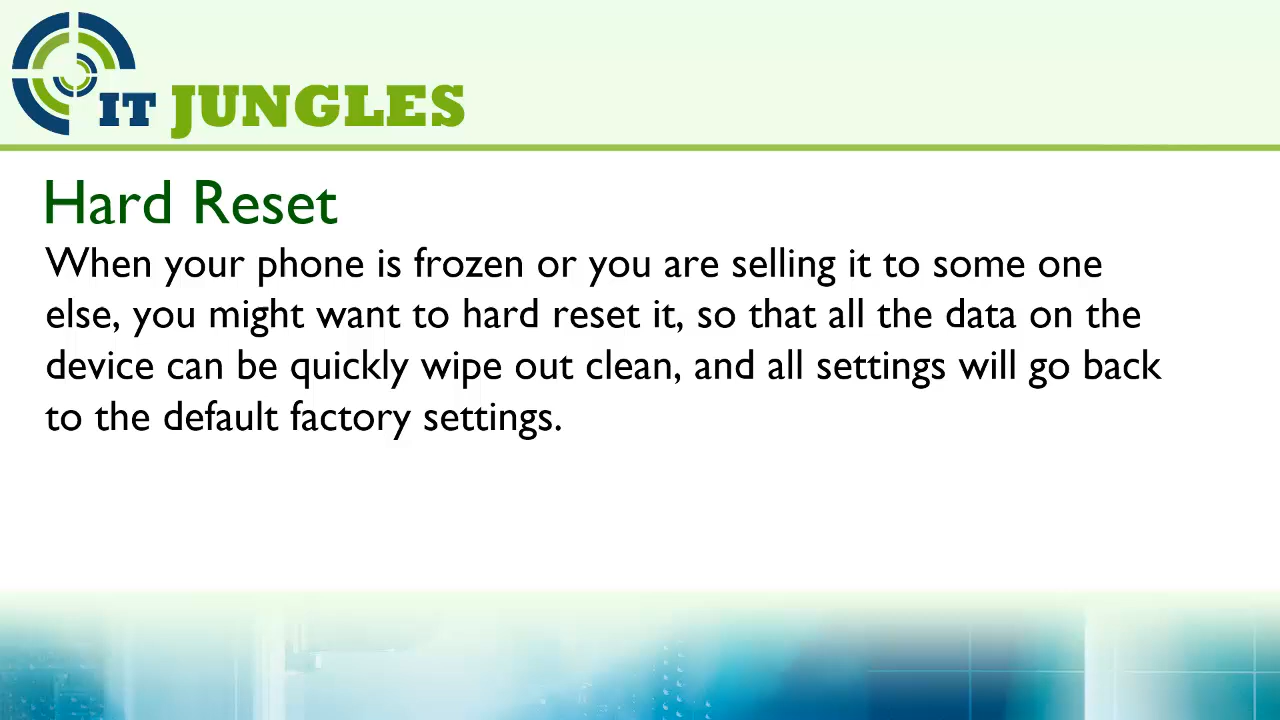 IT JUNGLES
Hard Reset
When your phone is frozen or you are selling it to some one
else, you might want to hard reset it, so that all the data on the
device can be quickly wipe out clean, and all settings will go back
to the default factory settings.